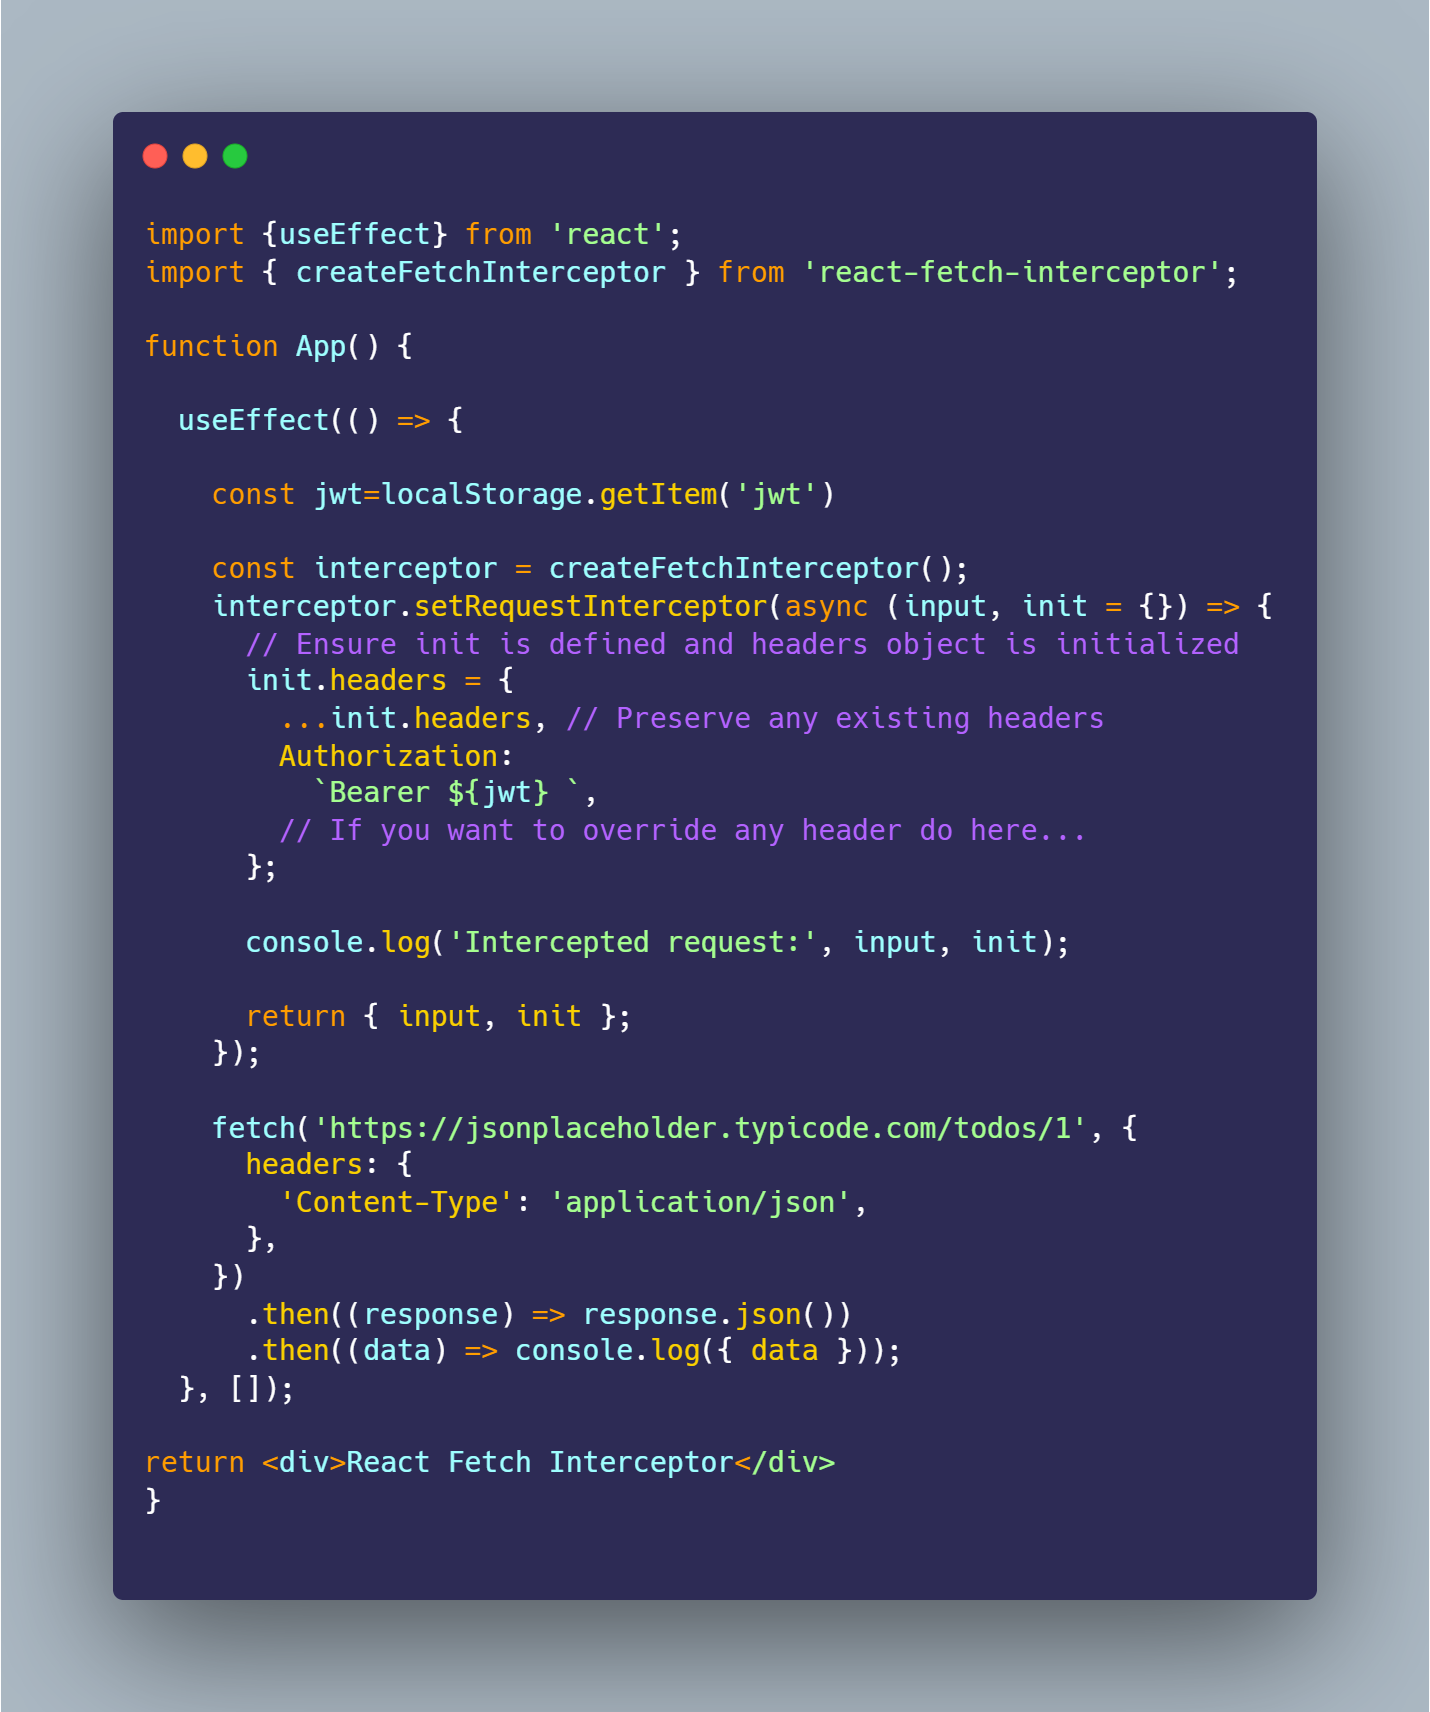 import {useEffect} from 'react';
import { createFetchInterceptor } from 'react-fetch-interceptor';
function App() {
useEffect(() => {
const jwt=localStorage.getItem('jwt')
const interceptor = createFetchInterceptor();
interceptor.setRequestInterceptor(async (input, init = {}) => {
// Ensure init is defined and headers object is initialized
init.headers = {
...init.headers, // Preserve any existing headers
Authorization:
`Bearer ${jwt} `,
// If you want to override any header do here...
};
console.log('Intercepted request:', input, init);
return { input, init };
});
fetch('https://jsonplaceholder.typicode.com/todos/1', {
headers: {
'Content-Type': 'application/json',
},
})
.then((response) => response.json())
.then((data) => console.log({ data }));
}, []);
return <div>React Fetch Interceptor</div>
}